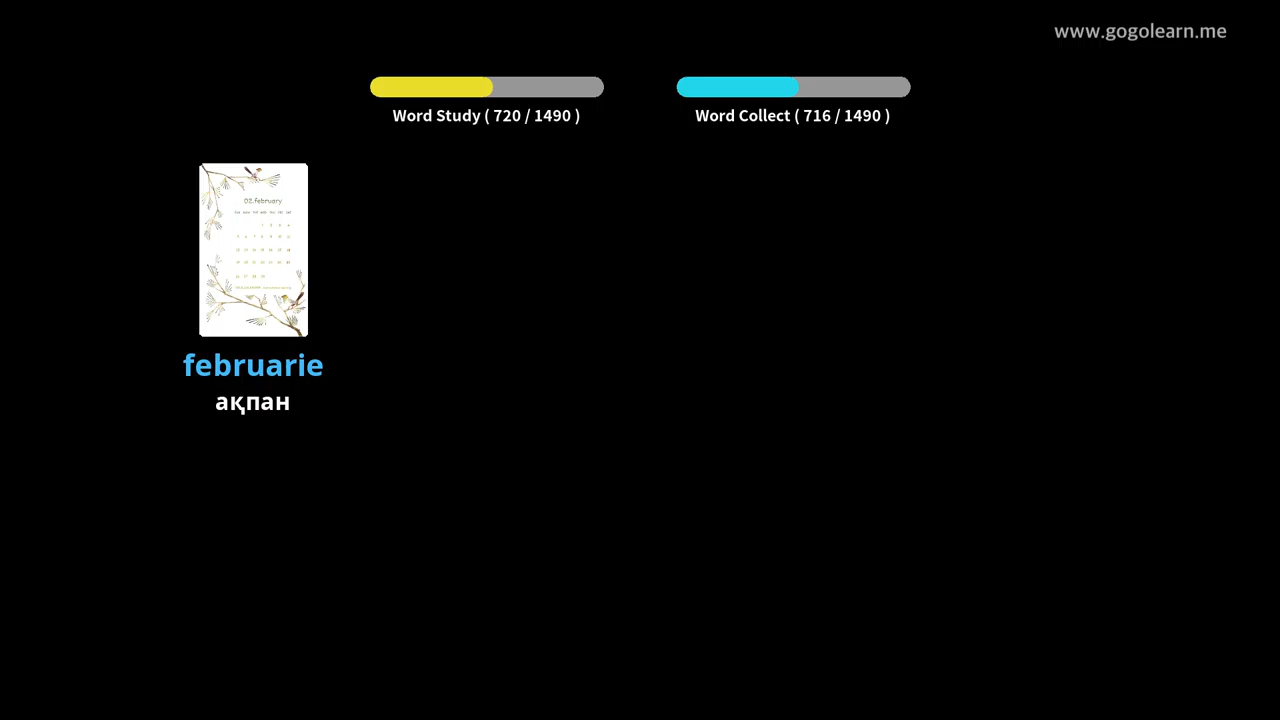 www.gogolearn.me
Word Study ( 720 / 1490 )
Word Collect ( 716 / 1490 )
02.february
februarie
ақпан